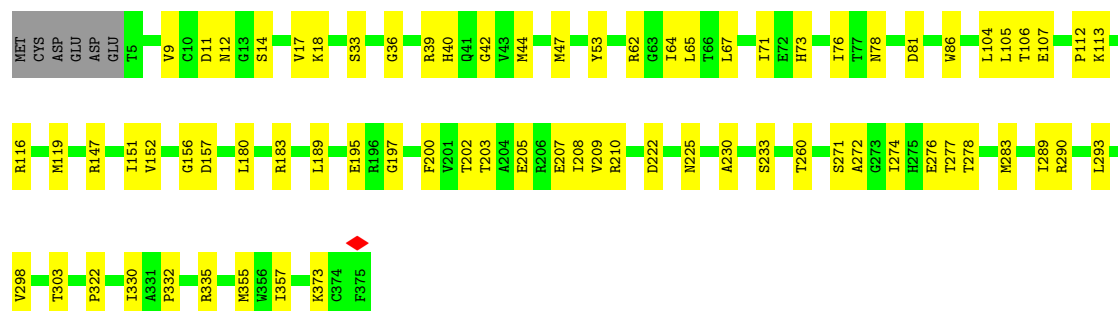 MET CYS ASP GLU ASP GLU T5 V9 C10 D11 N12 G13 S14 V17 K18 S33 G36 R39 H40 Q41 G42 V43 M44 M47 Y53 R62 G63 I64 L65 T66 L67 I71 E72 H73 I76 T77 N78 D81 W86 L104 L105 T106 E107 P112 K113
R116 M119 R147 I151 V152 G156 D157 L180 R183 L189 E195 R196 G197 F200 V201 T202 T203 A204 E205 R206 E207 I208 V209 R210 D222 N225 A230 S233 T260 S271 A272 G273 I274 H275 E276 T277 T278 M283 I289 R290 L293
V298 T303 P322 I330 A331 P332 R335 M355 W356 I357 K373 C374 F375